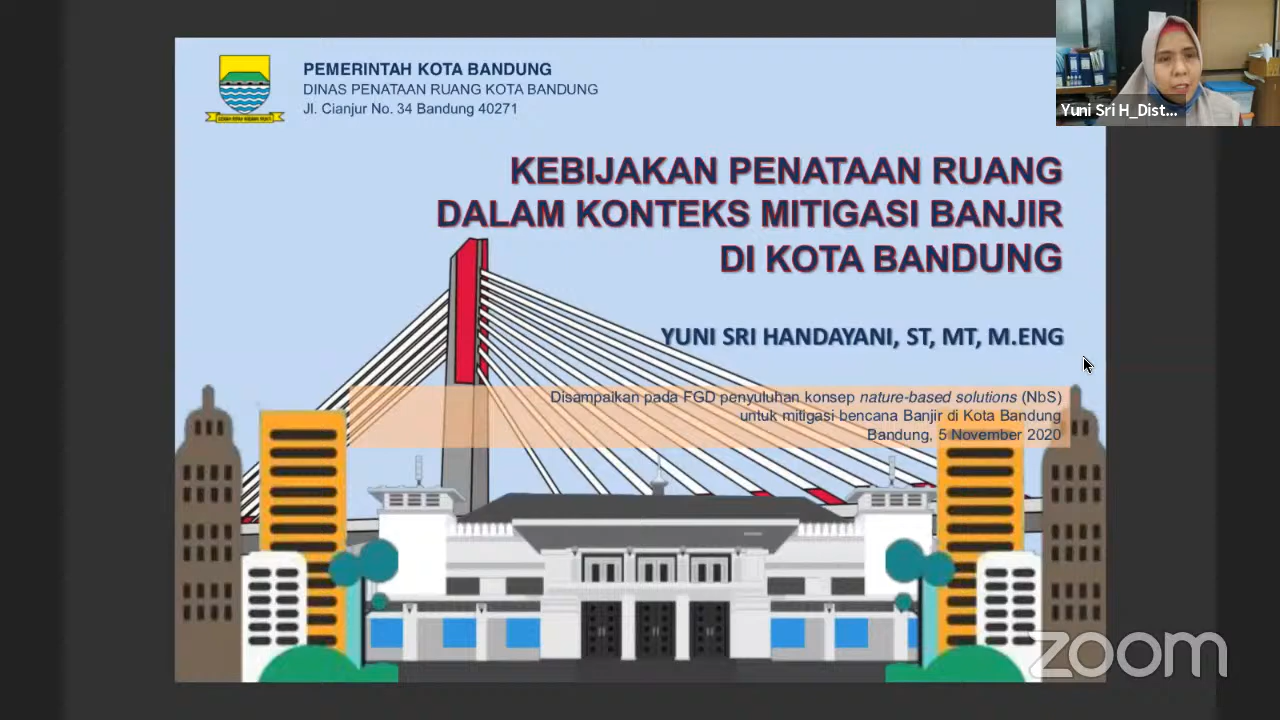 PEMERINTAH KOTA BANDUNG
DINAS PENATAAN RUANG KOTA BANDUNG
Jl. Cianjur No. 34 Bandung 40271
Yuni Sri H_Dist...
KEBIJAKAN PENATAAN RUANG
DALAM KONTEKS MITIGASI BANJIR
DI KOTA BANDUNG
YUNI SRI HANDAYANI, ST, MT, M.ENG
Disampaikan pada FGD penyuluhan konsep nature-based solutions (NbS)
untuk mitigasi bencana Banjir di Kota Bandung
Bandung, 5 November 2020
zoom